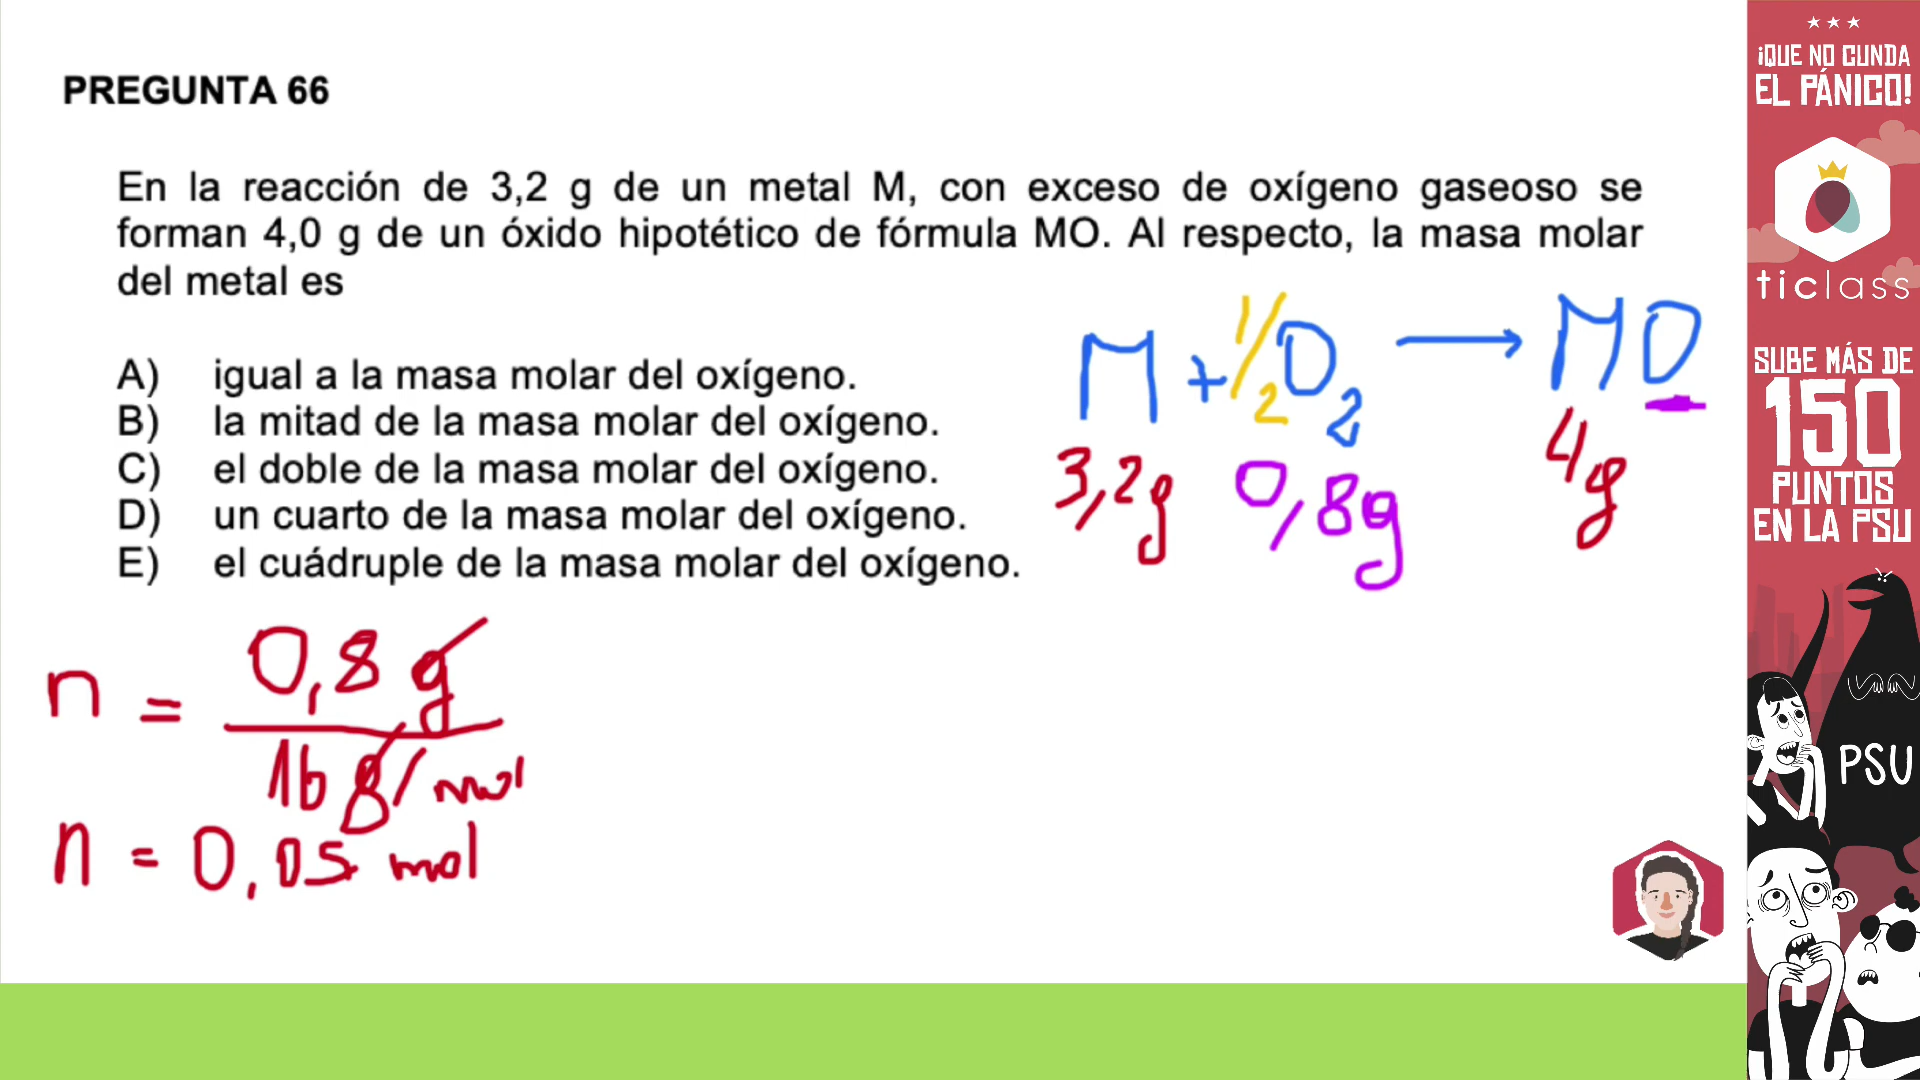 PREGUNTA 66
En la reacción de 3,2 g de un metal M, con exceso de oxígeno gaseoso se
forman 4,0 g de un óxido hipotético de fórmula MO. Al respecto, la masa molar
del metal es
A) igual a la masa molar del oxígeno.
B) la mitad de la masa molar del oxígeno.
C) el doble de la masa molar del oxígeno.
D) un cuarto de la masa molar del oxígeno.
E) el cuádruple de la masa molar del oxígeno.
M + 1/2 O2 → MO
3,2g 0,8g 4g
n = 0,8 g / 16 g/mol
n = 0,05 mol
¡QUE NO CUNDA
EL PÁNICO!
ticlass
SUBE MÁS DE
150
PUNTOS
EN LA PSU
PSU